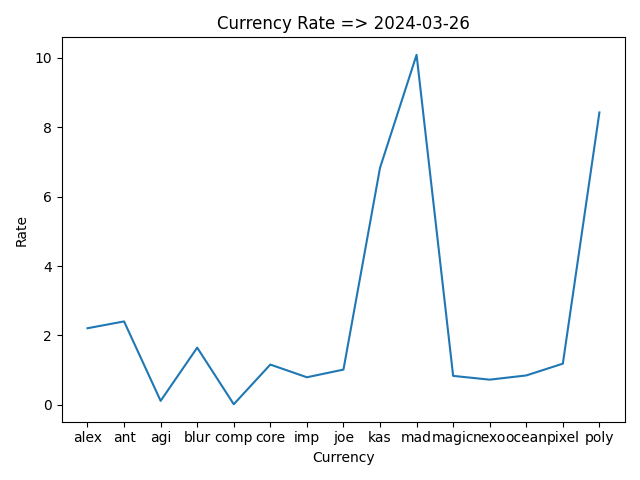 Currency Rate => 2024-03-26
10
8
6
4
2
0
Rate
alex ant agi blur comp core imp joe kas mad magic nexo ocean pixel poly
Currency